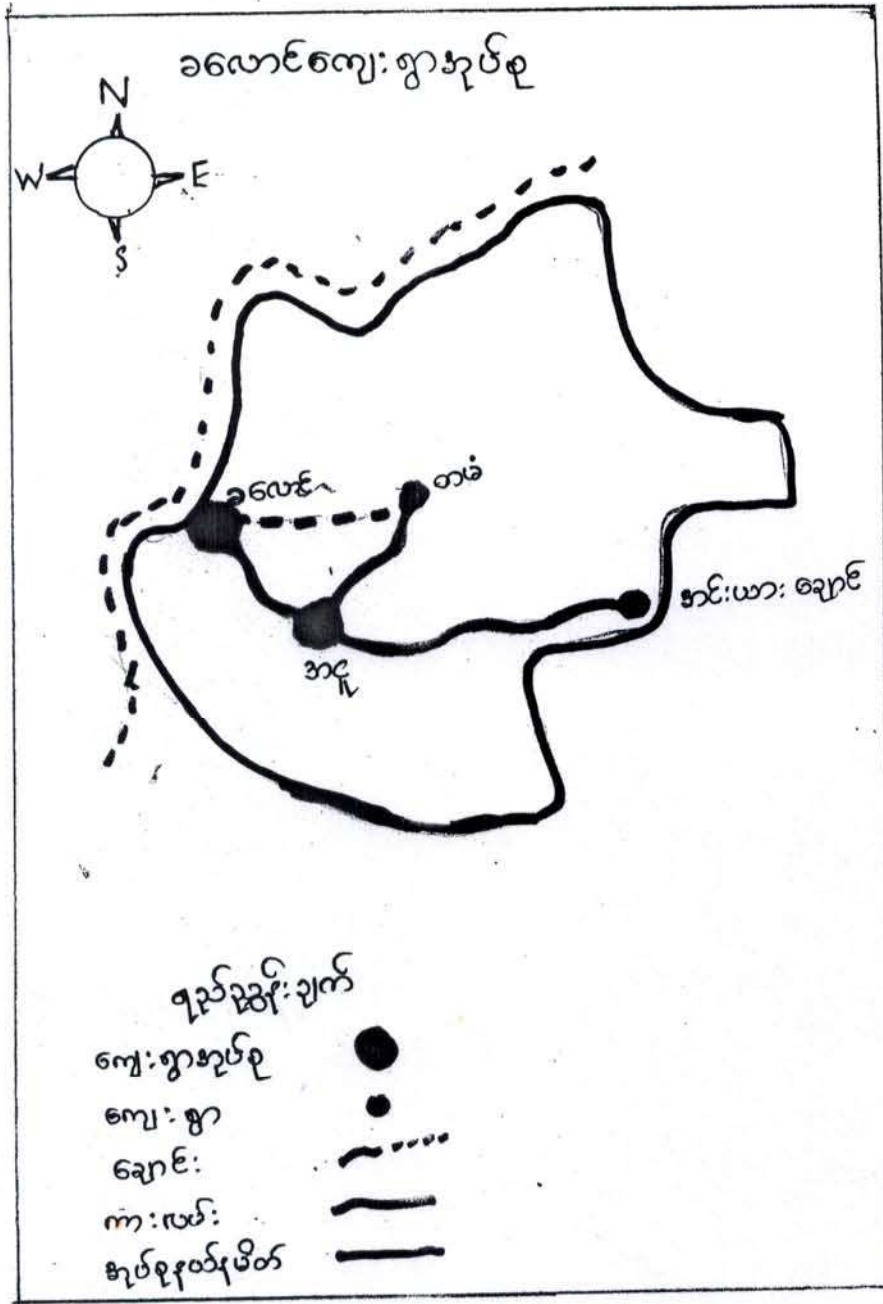 ခလောင်ကျေးရွာအုပ်စု
N
W E
S
ခလောင်
တမံ
အင်းယားချောင်
အငူ
ရည်ညွှန်းချက်
ကျေးရွာအုပ်စု
ကျေးရွာ
ချောင်း
ကားလမ်း
အုပ်စုနယ်နမိတ်